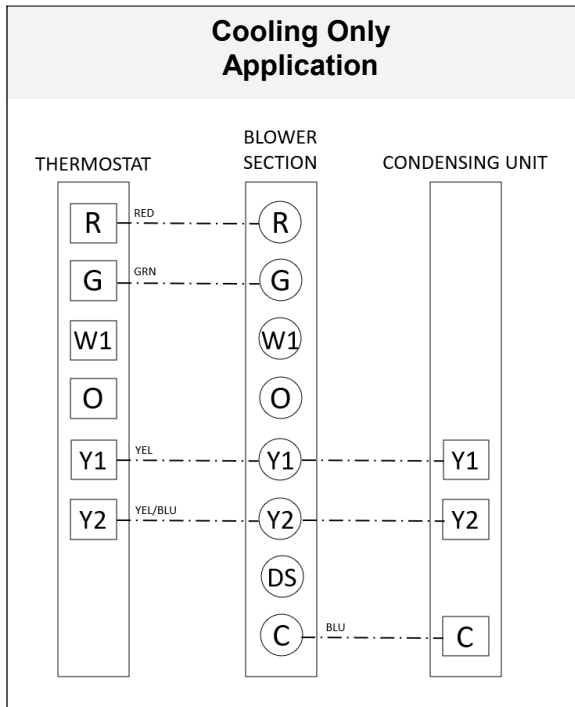 Cooling Only
Application
THERMOSTAT
BLOWER
SECTION
CONDENSING UNIT
R RED R
G GRN G
W1 W1
O O
Y1 YEL Y1 Y1
Y2 YEL/BLU Y2 Y2
DS
C BLU C